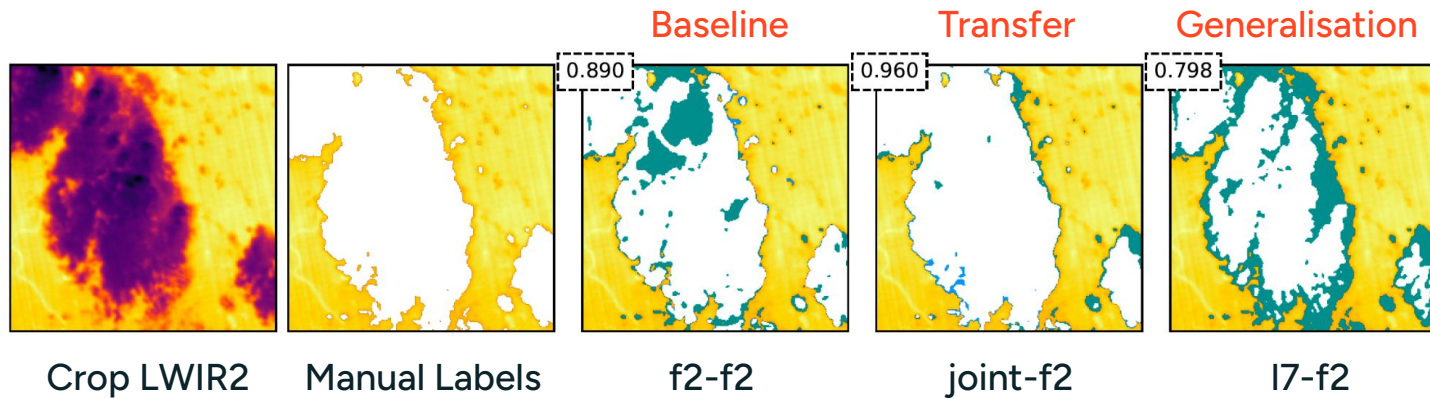 Baseline
Transfer
Generalisation
0.890
0.960
0.798
Crop LWIR2
Manual Labels
f2-f2
joint-f2
l7-f2